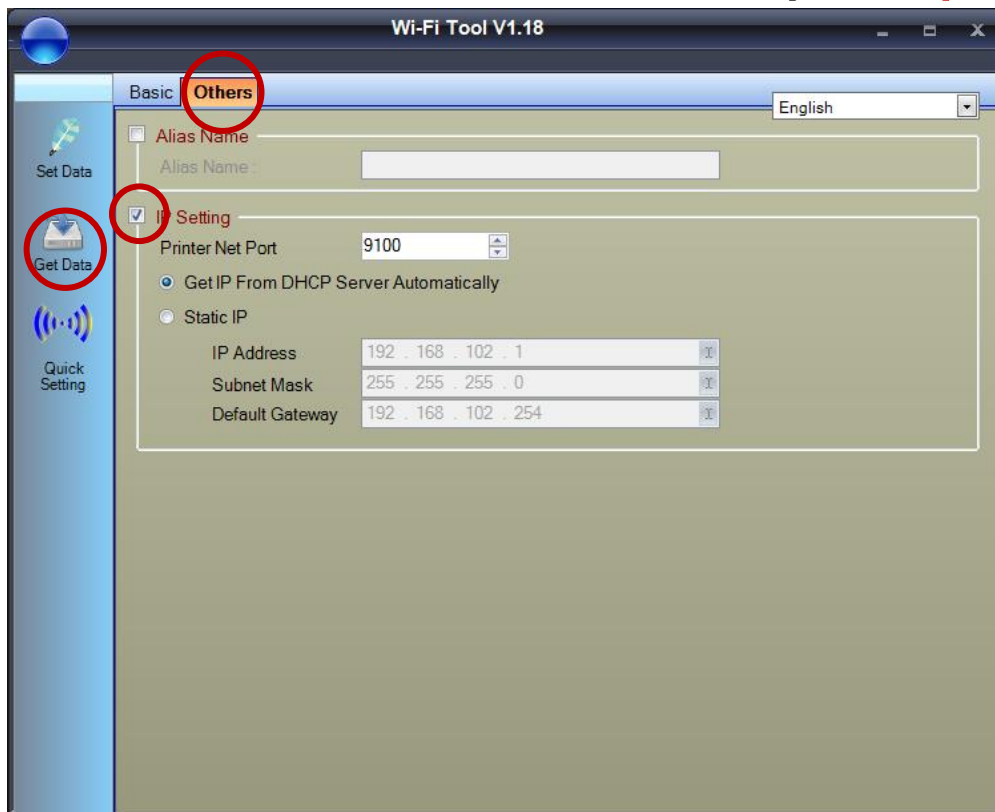 Wi-Fi Tool V1.18
Basic Others
English
Set Data
Alias Name
Alias Name :
IP Setting
Get Data
Printer Net Port 9100
Get IP From DHCP Server Automatically
Static IP
IP Address 192 . 168 . 102 . 1
Quick
Setting
Subnet Mask 255 . 255 . 255 . 0
Default Gateway 192 . 168 . 102 . 254